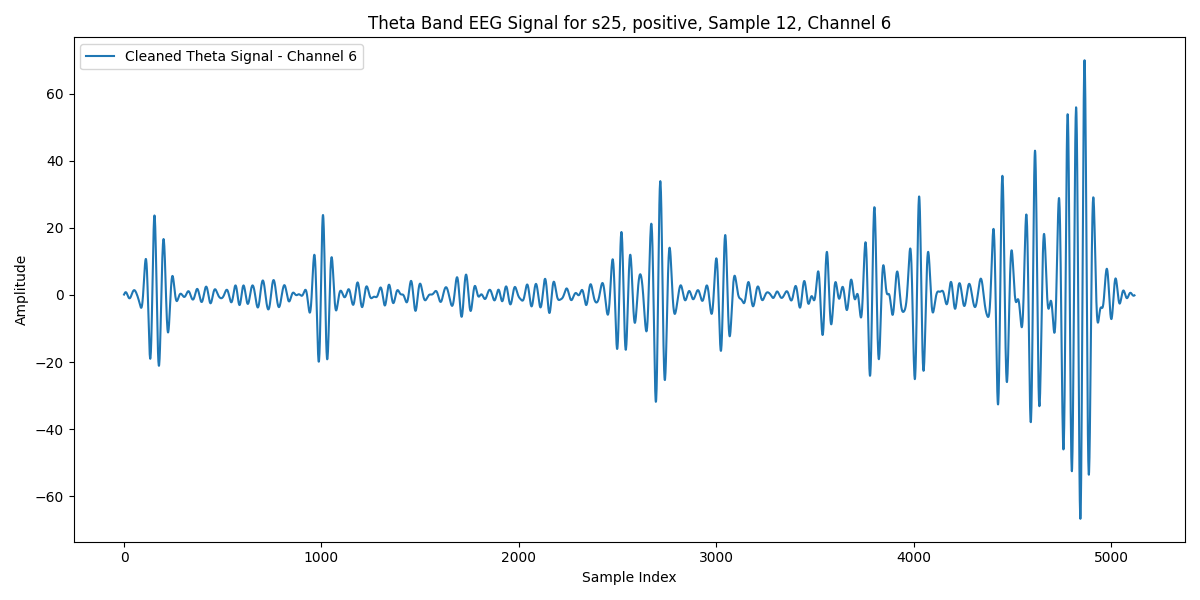 Theta Band EEG Signal for s25, positive, Sample 12, Channel 6
Cleaned Theta Signal - Channel 6
60
40
20
0
−20
−40
−60
Amplitude
0 1000 2000 3000 4000 5000
Sample Index